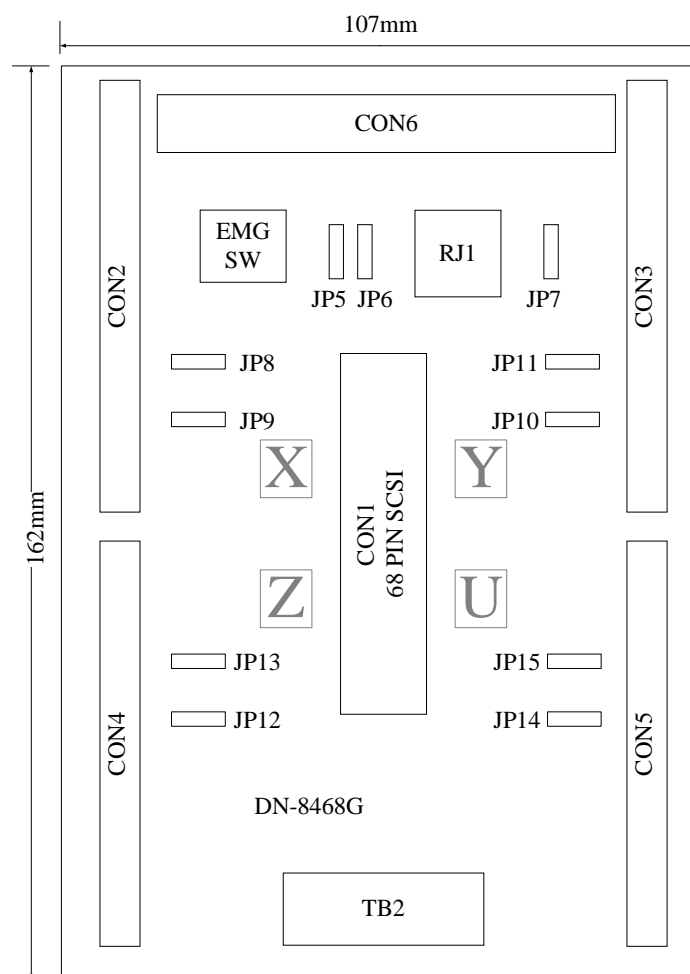 107mm
CON6
EMG
SW
RJ1
JP5
JP6
JP7
CON2
CON3
JP8
JP11
JP9
JP10
X
Y
CON1
68 PIN SCSI
162mm
Z
U
JP13
JP15
JP12
JP14
CON4
CON5
DN-8468G
TB2